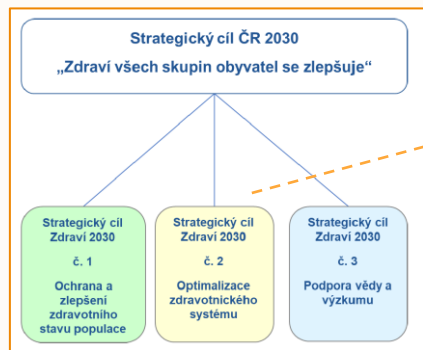 Strategický cíl ČR 2030
„Zdraví všech skupin obyvatel se zlepšuje“
Strategický cíl
Zdraví 2030
č. 1
Ochrana a
zlepšení
zdravotního
stavu populace
Strategický cíl
Zdraví 2030
č. 2
Optimalizace
zdravotnického
systému
Strategický cíl
Zdraví 2030
č. 3
Podpora vědy a
výzkumu